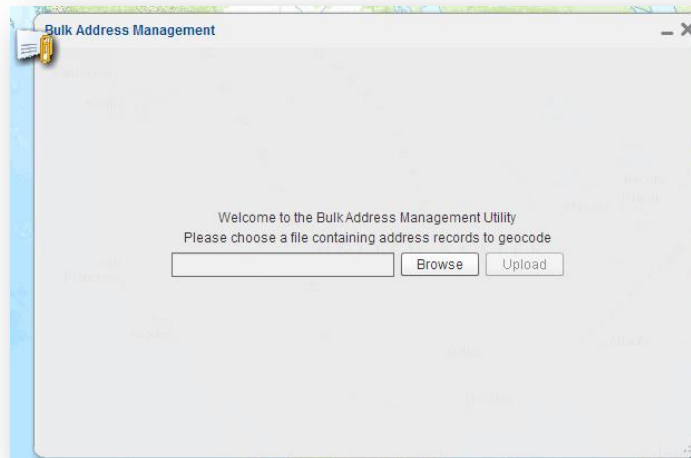 Bulk Address Management
Welcome to the Bulk Address Management Utility
Please choose a file containing address records to geocode
Browse Upload